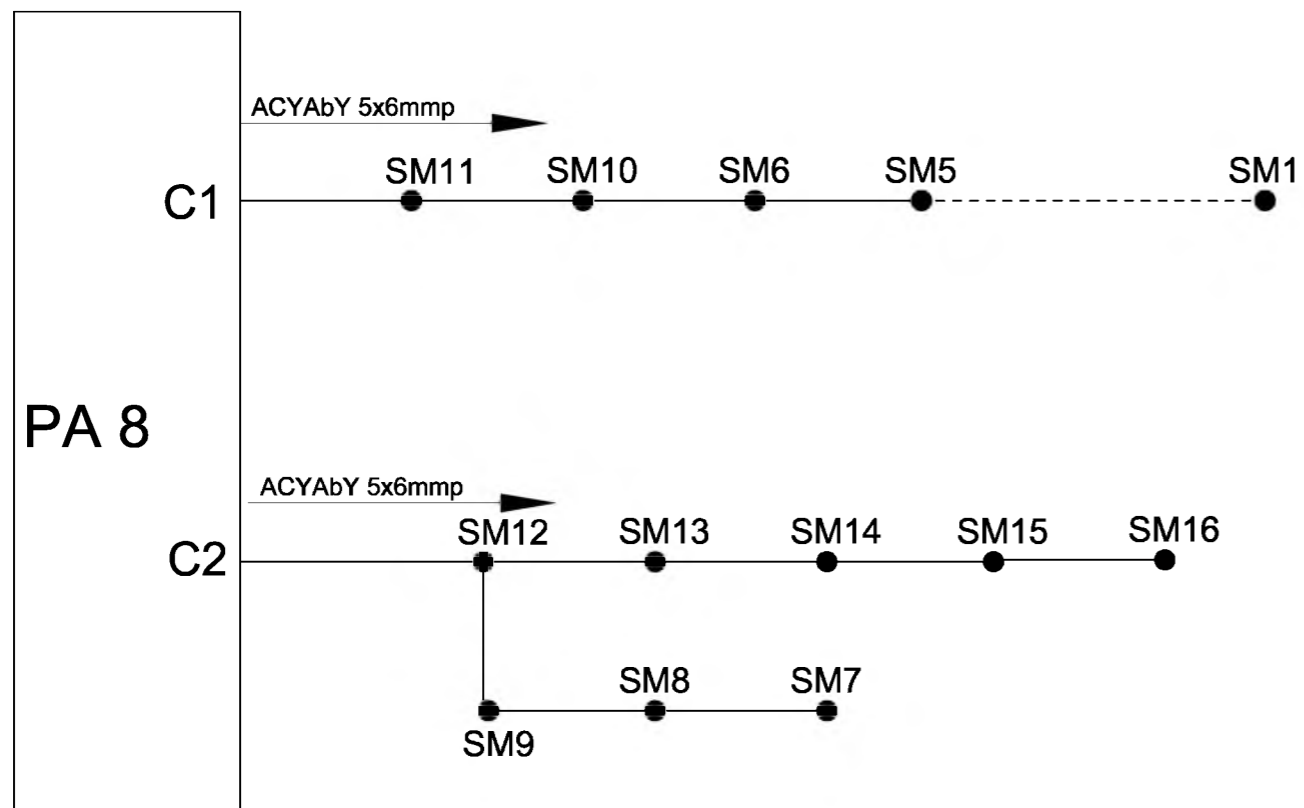 ACYAbY 5x6mmp
C1
SM11 SM10 SM6 SM5 SM1
PA 8
ACYAbY 5x6mmp
C2
SM12 SM13 SM14 SM15 SM16
SM8 SM7
SM9